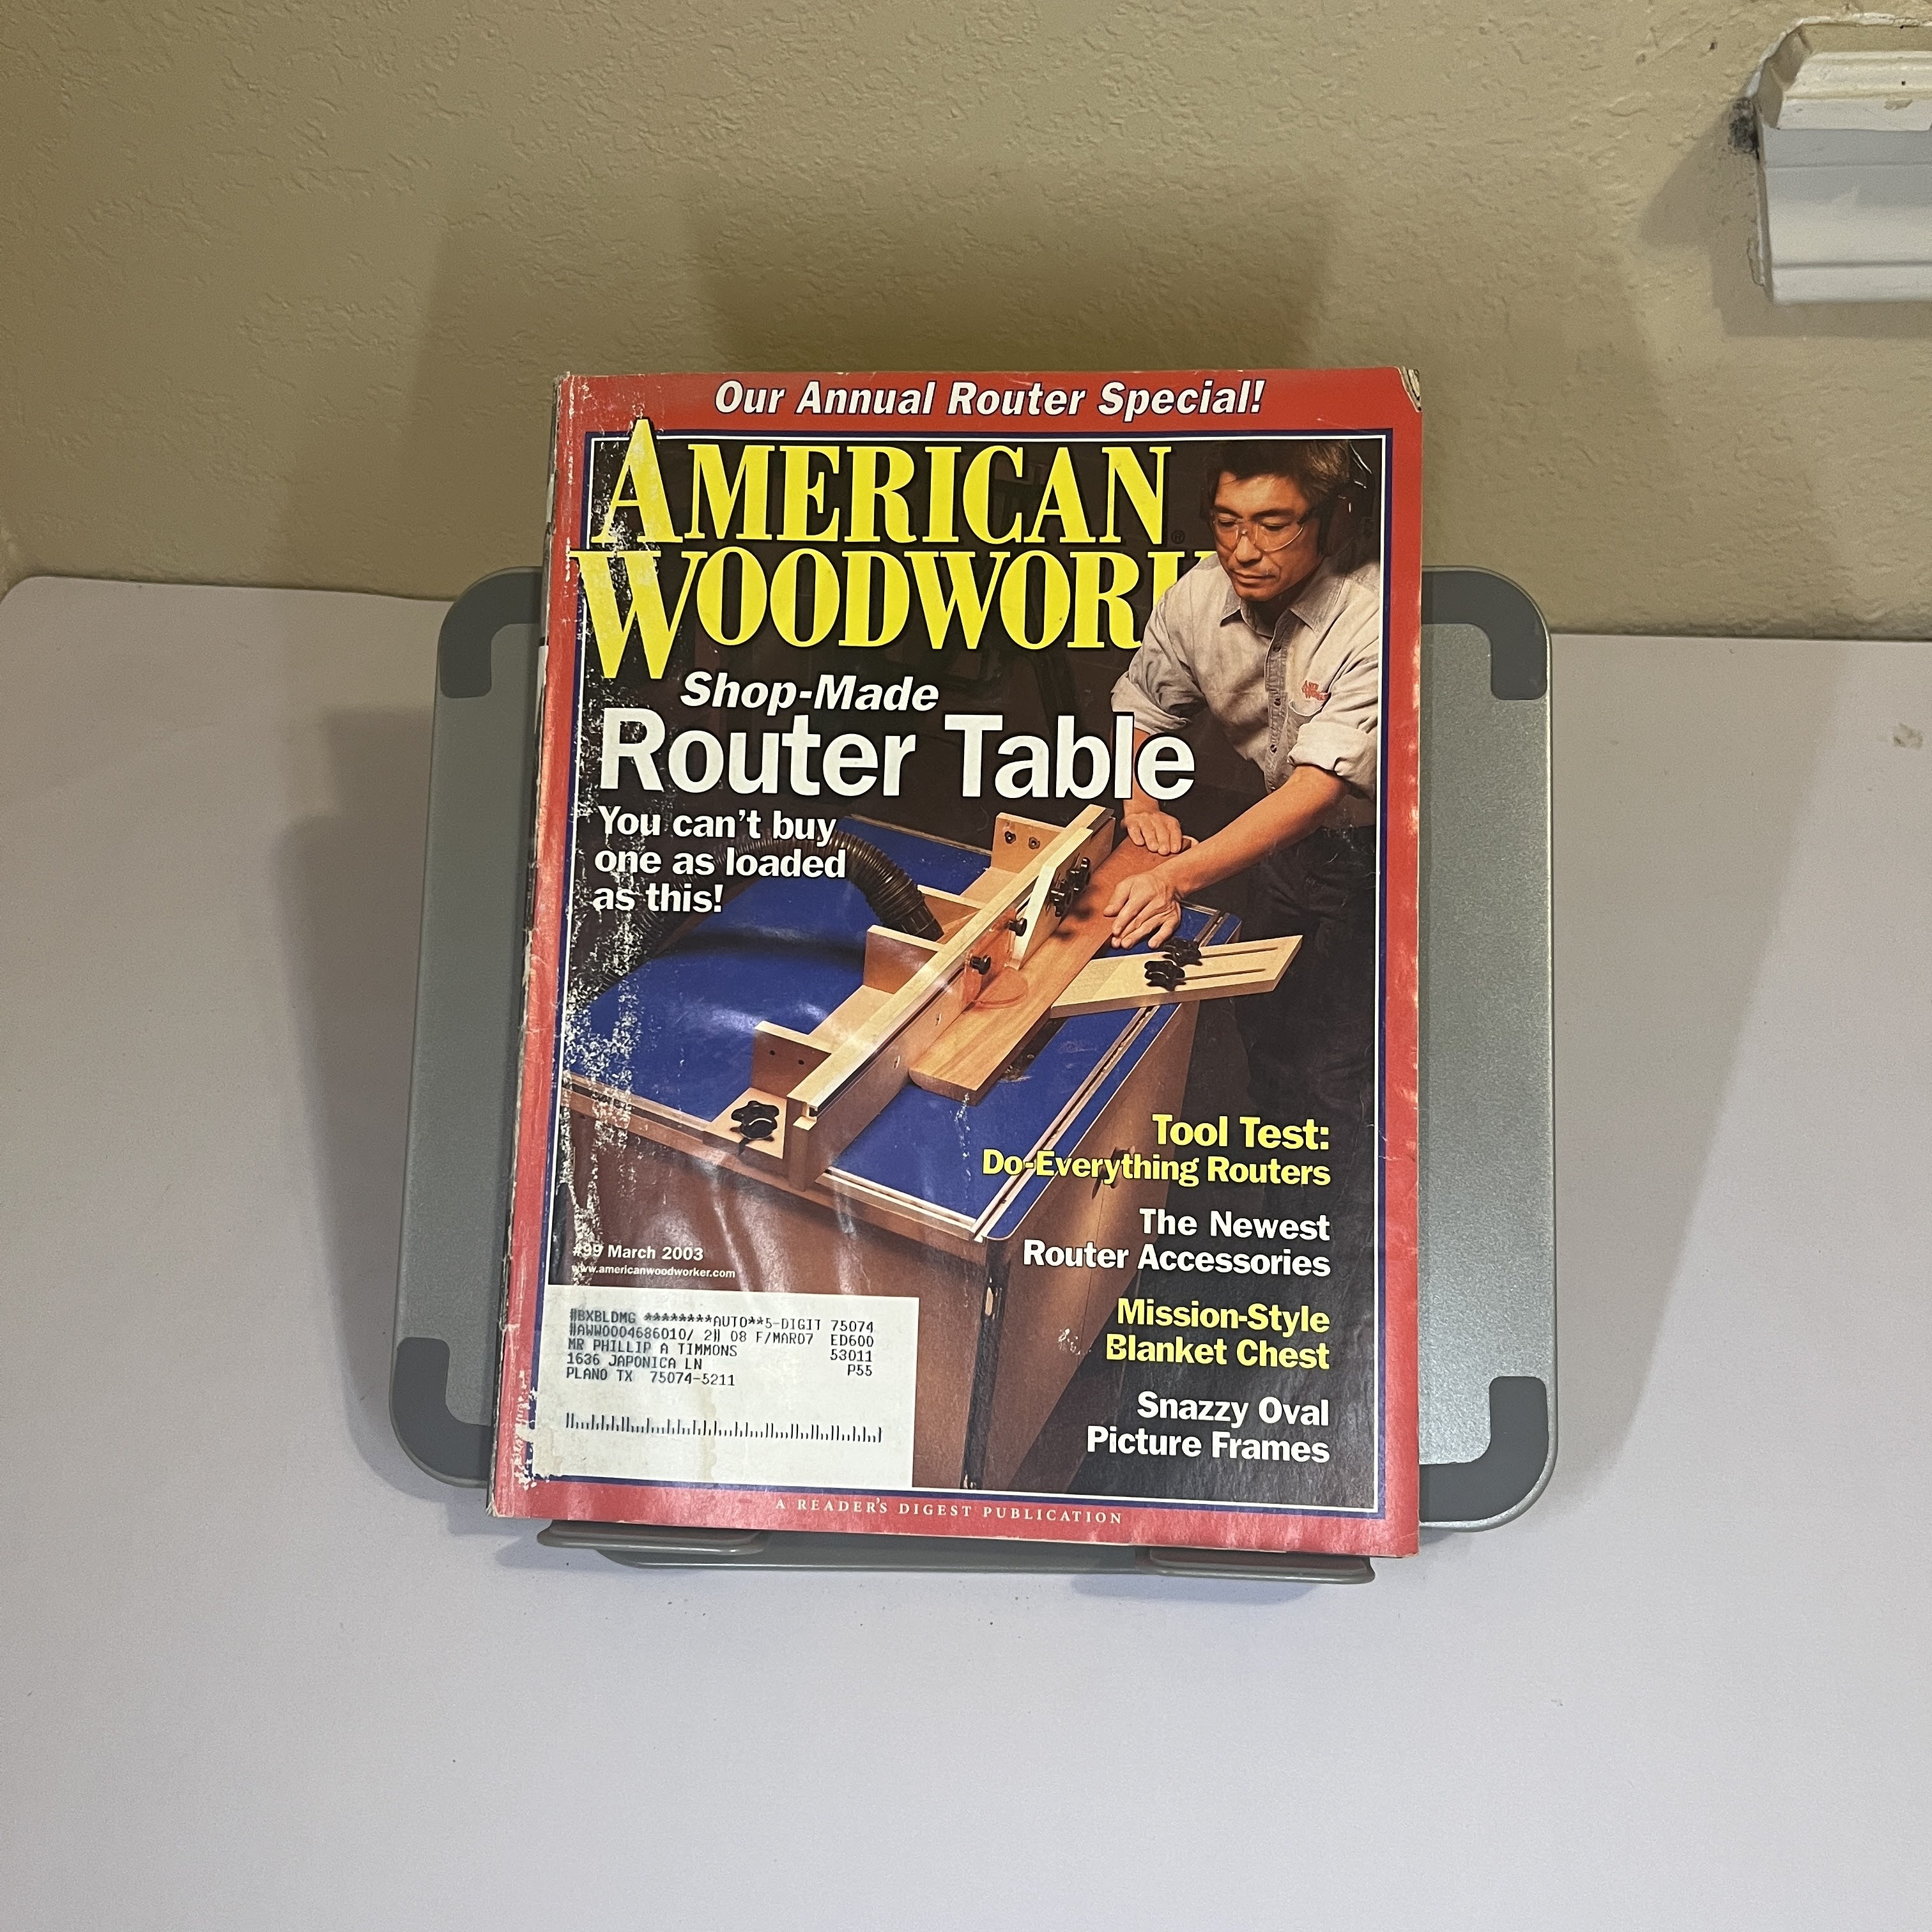 Our Annual Router Special!
AMERICAN
WOODWORK
Shop-Made
Router Table
You can't buy
one as loaded
as this!
Tool Test:
Do-Everything Routers
The Newest
Router Accessories
Mission-Style
Blanket Chest
Snazzy Oval
Picture Frames
#99 March 2003
www.americanwoodworker.com
#BXBLDMG ********AUTO**5-DIGIT 75074
#AWW0004686010/ 2# 08 F/MAR07 ED600
MR PHILLIP A TIMMONS 53011
1636 JAPONICA LN P55
PLANO TX 75074-5211
A READER'S DIGEST PUBLICATION